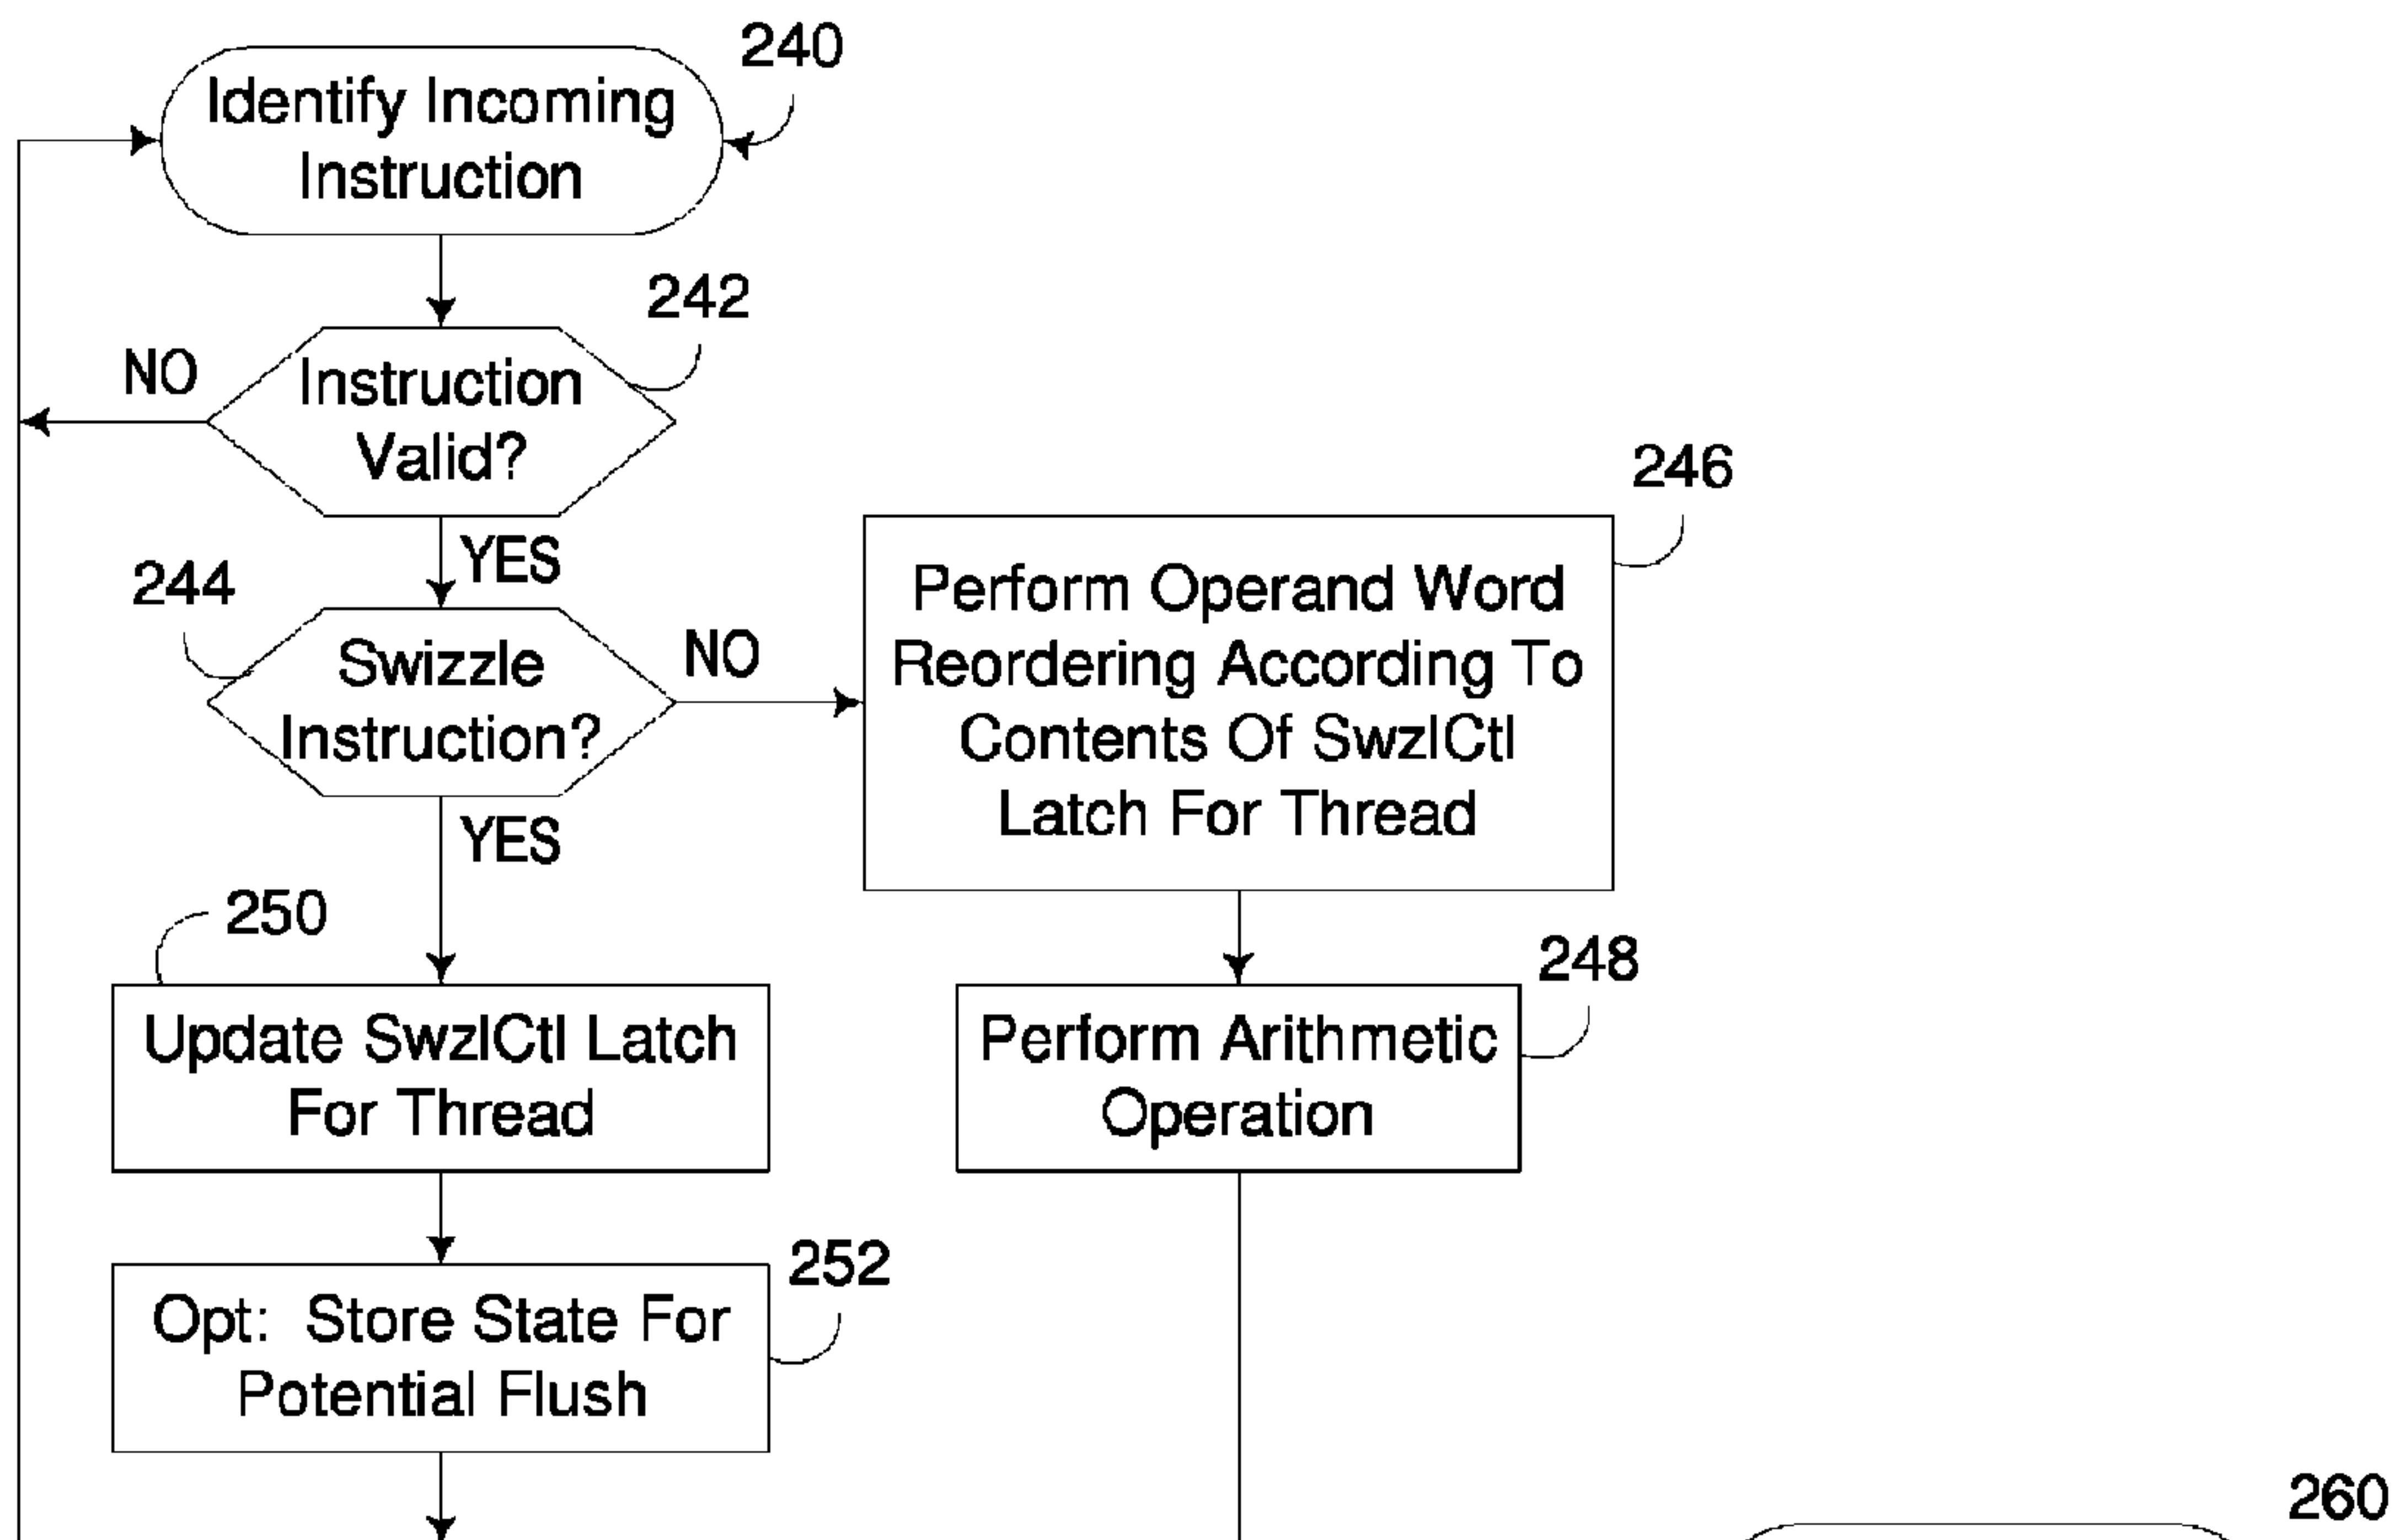 240
Identify Incoming
Instruction
242
NO
Instruction
Valid?
YES
246
244
Swizzle
Instruction?
NO
YES
Perform Operand Word
Reordering According To
Contents Of SwzlCtl
Latch For Thread
250
Update SwzlCtl Latch
For Thread
248
Perform Arithmetic
Operation
252
Opt: Store State For
Potential Flush
260